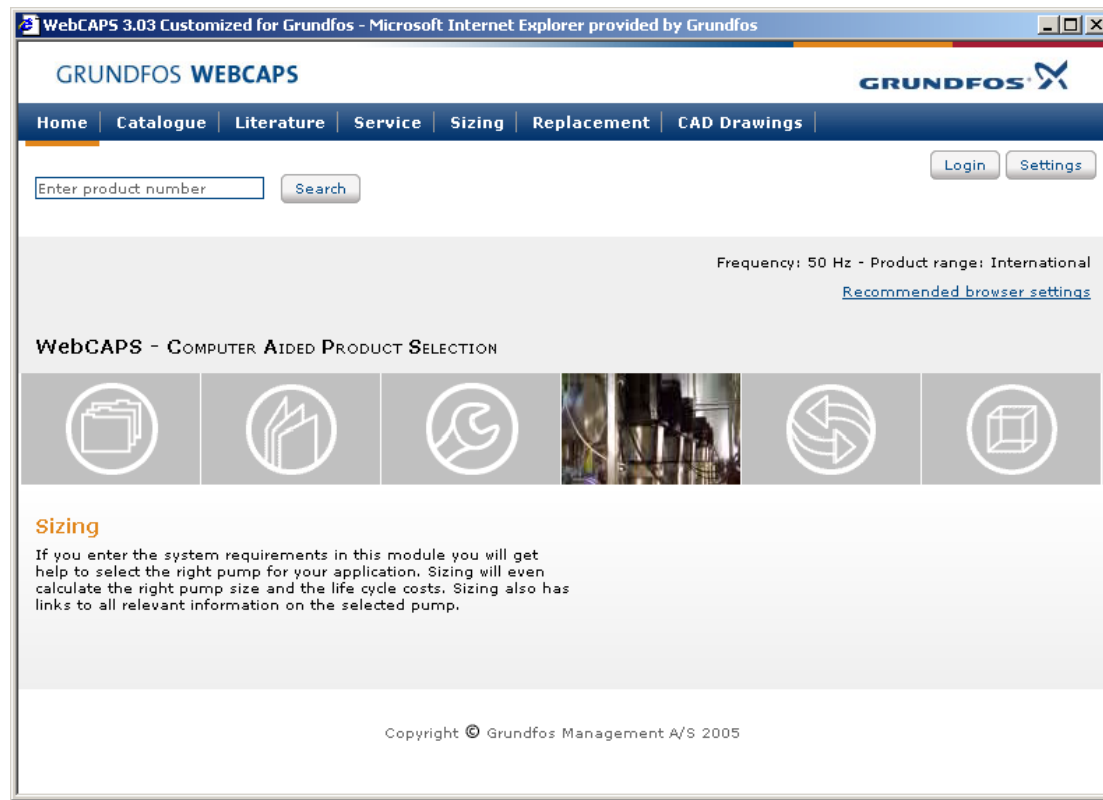 WebCAPS 3.03 Customized for Grundfos - Microsoft Internet Explorer provided by Grundfos
GRUNDFOS WEBCAPS
GRUNDFOS
Home Catalogue Literature Service Sizing Replacement CAD Drawings
Login Settings
Enter product number Search
Frequency: 50 Hz - Product range: International
Recommended browser settings
WebCAPS - COMPUTER AIDED PRODUCT SELECTION
Sizing
If you enter the system requirements in this module you will get
help to select the right pump for your application. Sizing will even
calculate the right pump size and the life cycle costs. Sizing also has
links to all relevant information on the selected pump.
Copyright © Grundfos Management A/S 2005